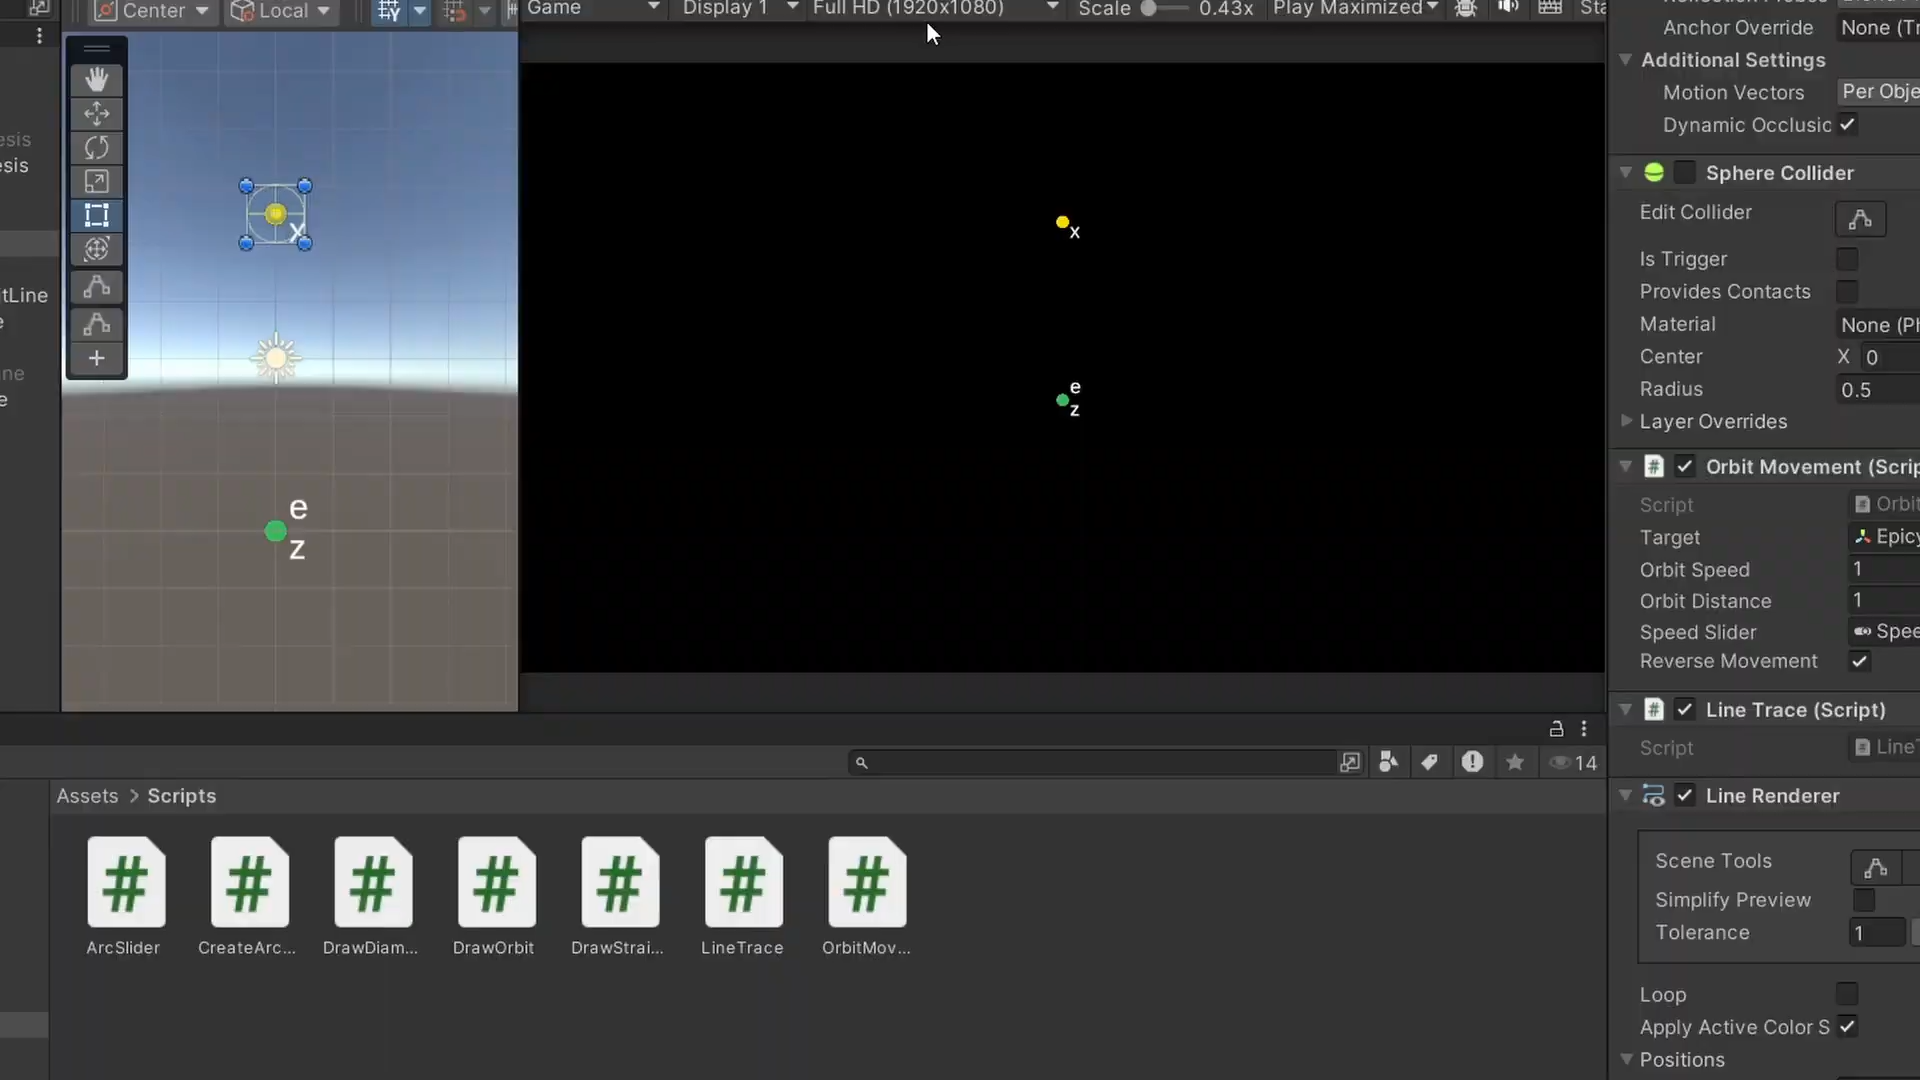 Center
Local
Game
Display 1
Full HD (1920x1080)
Scale
0.43x
Play Maximized
Sta
esis
esis
tLine
e
ne
e
x
e
z
x
e
z
Anchor Override
None (Tr
Additional Settings
Motion Vectors
Per Obje
Dynamic Occlusic
Sphere Collider
Edit Collider
Is Trigger
Provides Contacts
Material
None (Ph
Center
X 0
Radius
0.5
Layer Overrides
Orbit Movement (Scrip
Script
Orbit
Target
Epicy
Orbit Speed
1
Orbit Distance
1
Speed Slider
Spee
Reverse Movement
Line Trace (Script)
Script
LineT
Line Renderer
Scene Tools
Simplify Preview
Tolerance
1
Loop
Apply Active Color S
Positions
14
Assets > Scripts
ArcSlider
CreateArc...
DrawDiam...
DrawOrbit
DrawStrai...
LineTrace
OrbitMov...